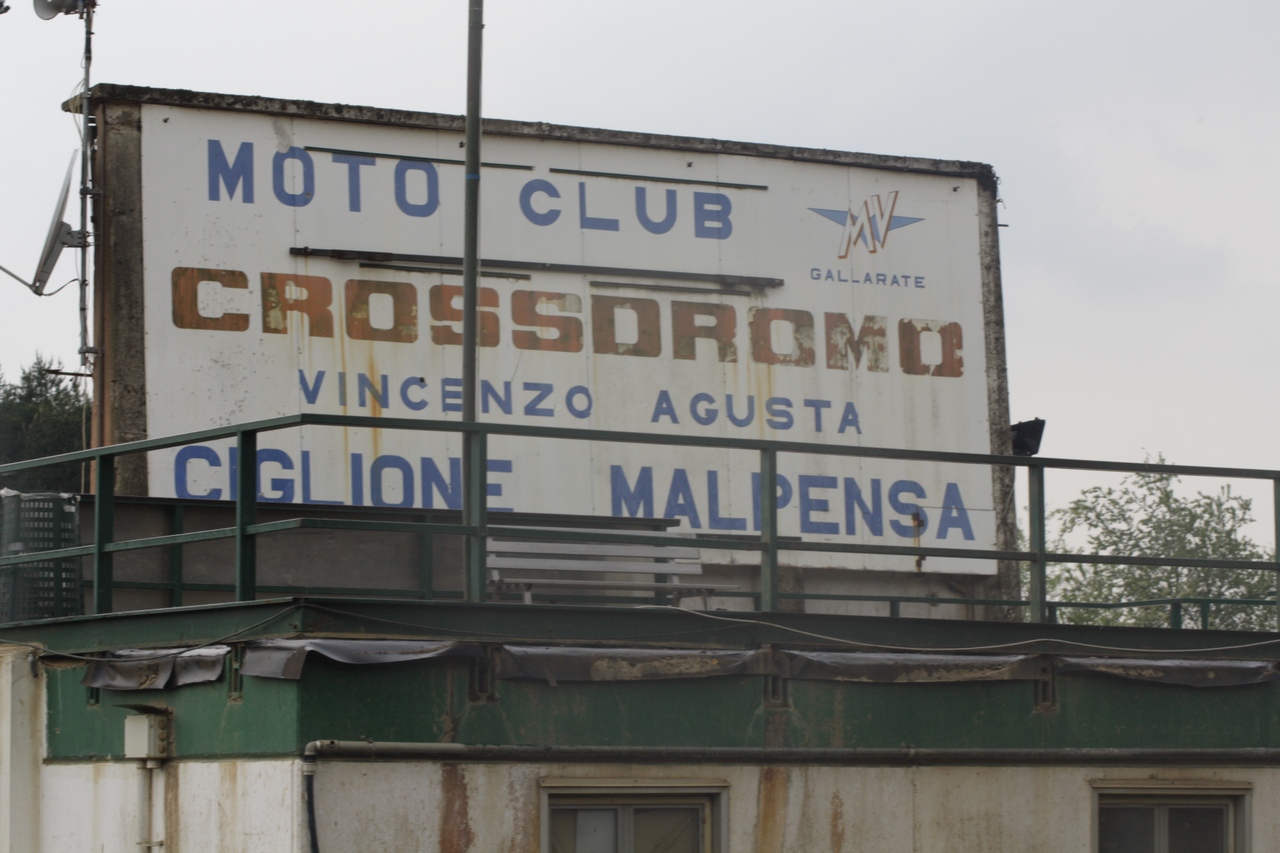 MOTO CLUB
MV
GALLARATE
CROSSDROMO
VINCENZO AGUSTA
CIGLIONE MALPENSA